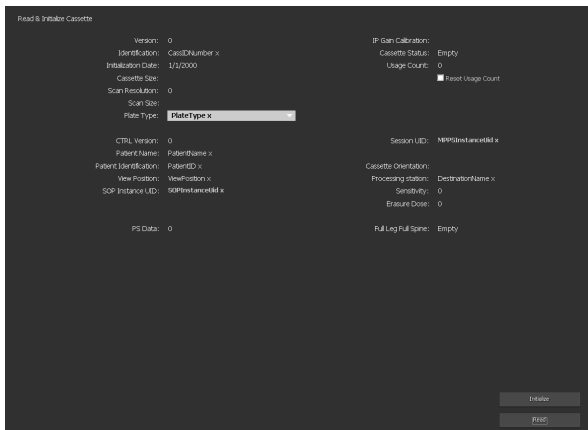 Read & Initialize Cassette
Version: 0
Identification: CassIDNumber x
Initialization Date: 1/1/2000
Cassette Size:
Scan Resolution: 0
Scan Size:
Plate Type: PlateType x
IP Gain Calibration:
Cassette Status: Empty
Usage Count: 0
Reset Usage Count
CTRL Version: 0
Patient Name: PatientName x
Patient Identification: PatientID x
View Position: ViewPosition x
SOP Instance UID: SOPInstanceUid x
Session UID: MPPSInstanceUid x
Cassette Orientation:
Processing station: DestinationName x
Sensitivity: 0
Erasure Dose: 0
PS Data: 0
Full Leg Full Spine: Empty
Initialize
Read